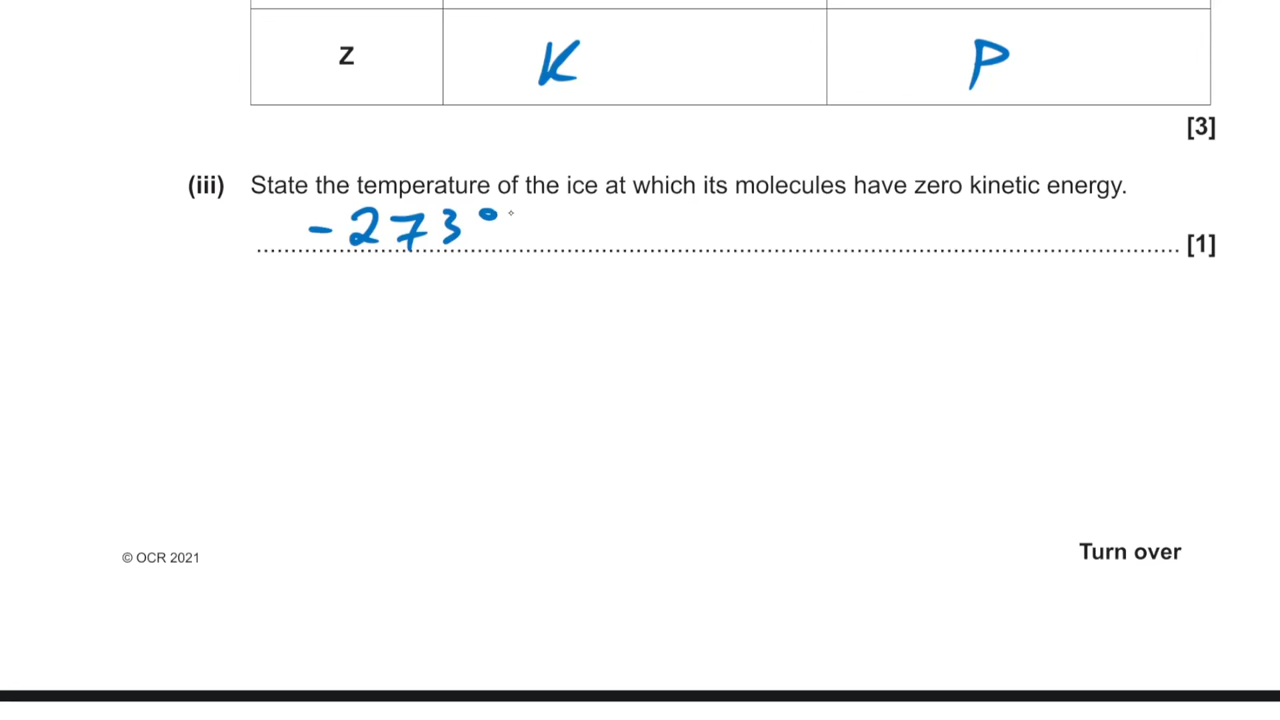 Z K P
[3]
(iii) State the temperature of the ice at which its molecules have zero kinetic energy.
-273°
[1]
© OCR 2021
Turn over